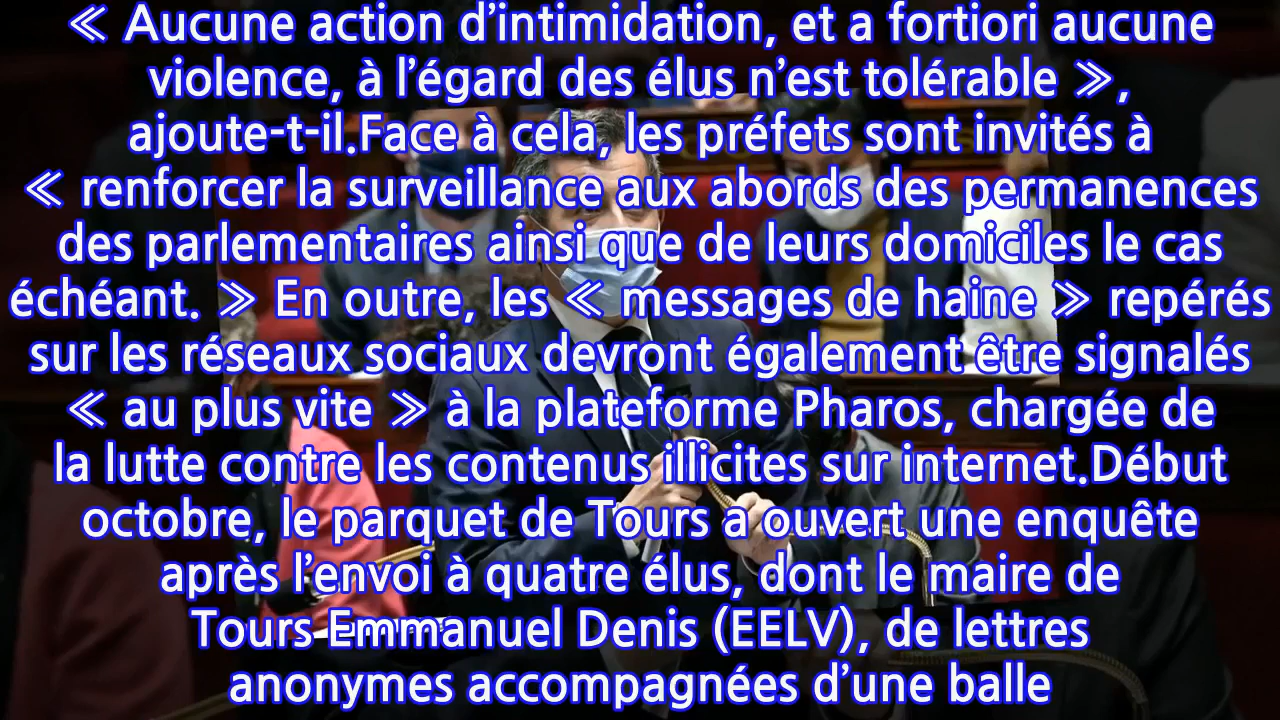 « Aucune action d’intimidation, et a fortiori aucune
violence, à l’égard des élus n’est tolérable »,
ajoute-t-il.Face à cela, les préfets sont invités à
« renforcer la surveillance aux abords des permanences
des parlementaires ainsi que de leurs domiciles le cas
échéant. » En outre, les « messages de haine » repérés
sur les réseaux sociaux devront également être signalés
« au plus vite » à la plateforme Pharos, chargée de
la lutte contre les contenus illicites sur internet.Début
octobre, le parquet de Tours a ouvert une enquête
après l’envoi à quatre élus, dont le maire de
Tours Emmanuel Denis (EELV), de lettres
anonymes accompagnées d’une balle